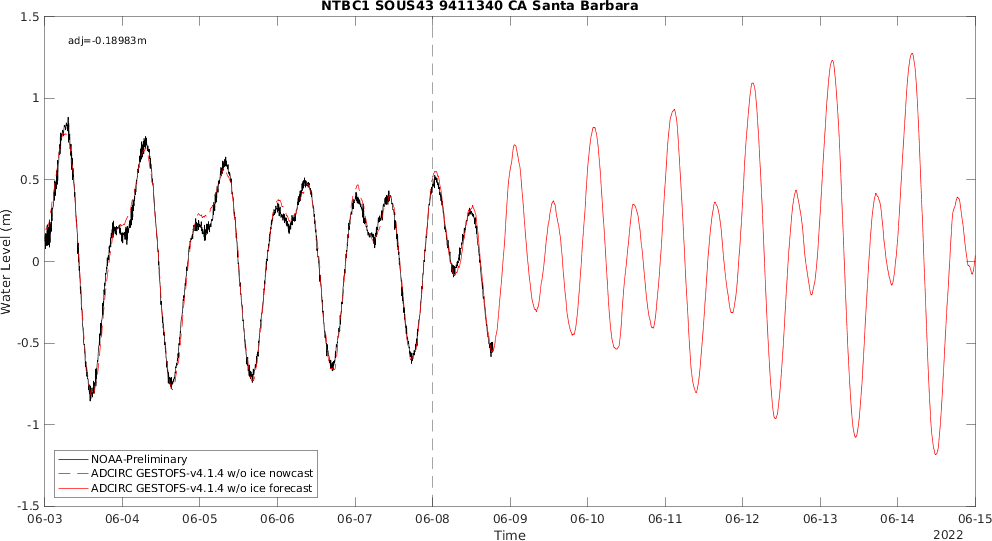 NTBC1 SOUS43 9411340 CA Santa Barbara
adj=-0.18983m
1.5
1
0.5
0
-0.5
-1
-1.5
Water Level (m)
NOAA-Preliminary
ADCIRC GESTOFS-v4.1.4 w/o ice nowcast
ADCIRC GESTOFS-v4.1.4 w/o ice forecast
06-03 06-04 06-05 06-06 06-07 06-08 06-09 06-10 06-11 06-12 06-13 06-14 06-15
Time
2022